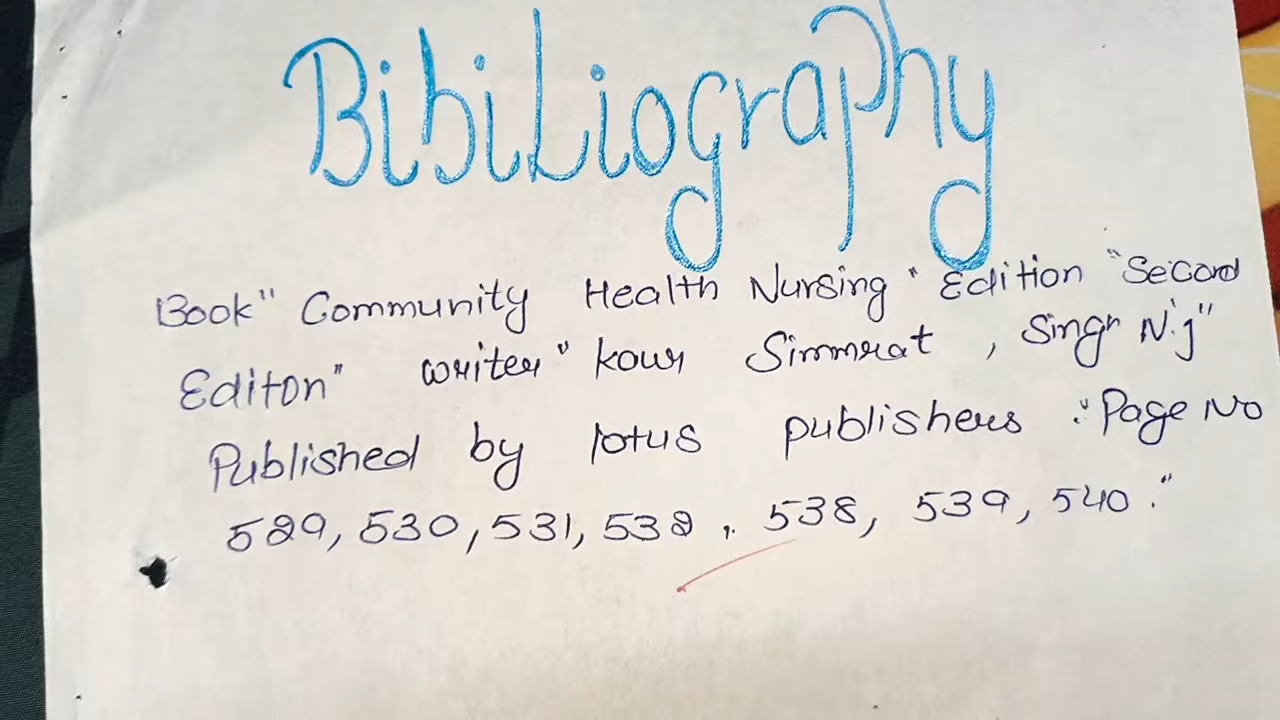 BibiLiography
Book" Community Health Nursing " Edition "Second
Editon" writer" kour Simmrat , Singh N.j"
Published by lotus publishers . "Page No
529, 530, 531, 532 , 538, 539, 540 ."